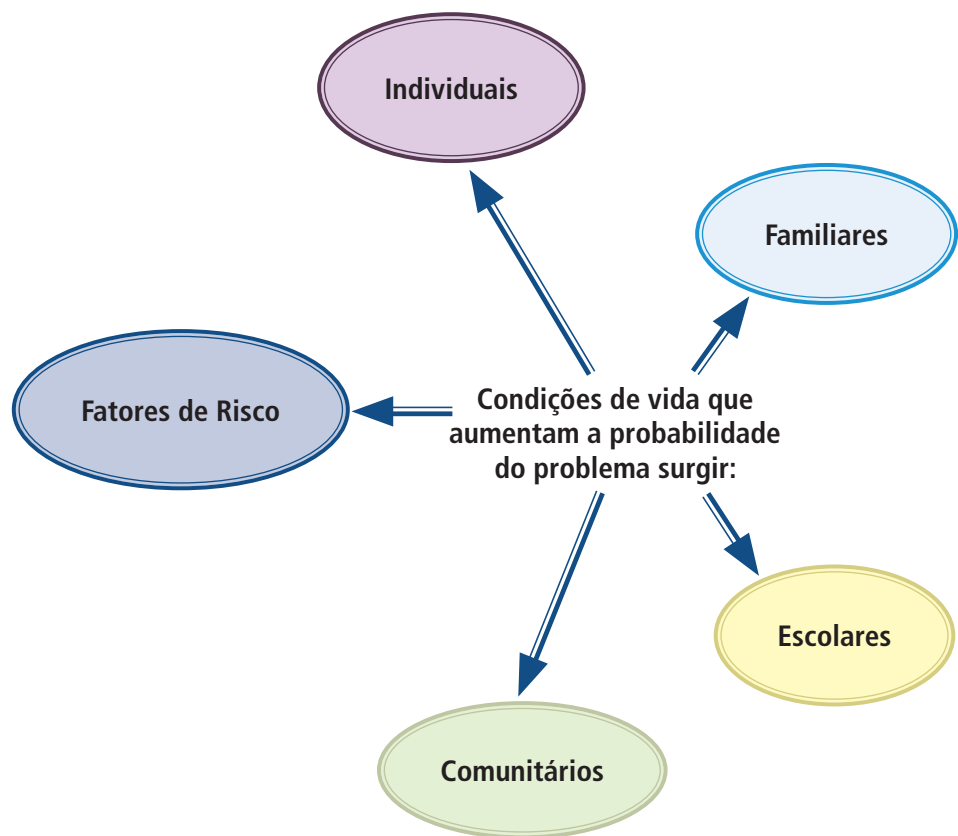 Individuais
Familiares
Fatores de Risco
Condições de vida que
aumentam a probabilidade
do problema surgir:
Escolares
Comunitários